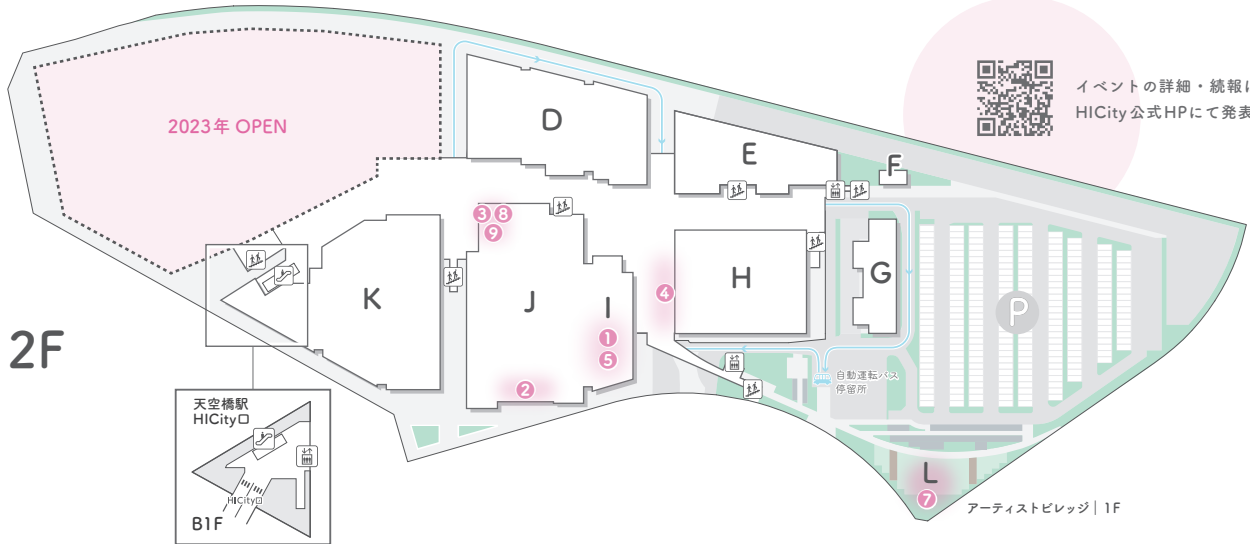 イベントの詳細・続報に
HICity公式HPにて発表
2023年 OPEN
D
E
F
3 8
9
K
J
I
4
H
G
P
1
5
2F
2
自動運転バス
停留所
天空橋駅
HICity口
HICity口
B1F
L
7
アーティストビレッジ｜1F